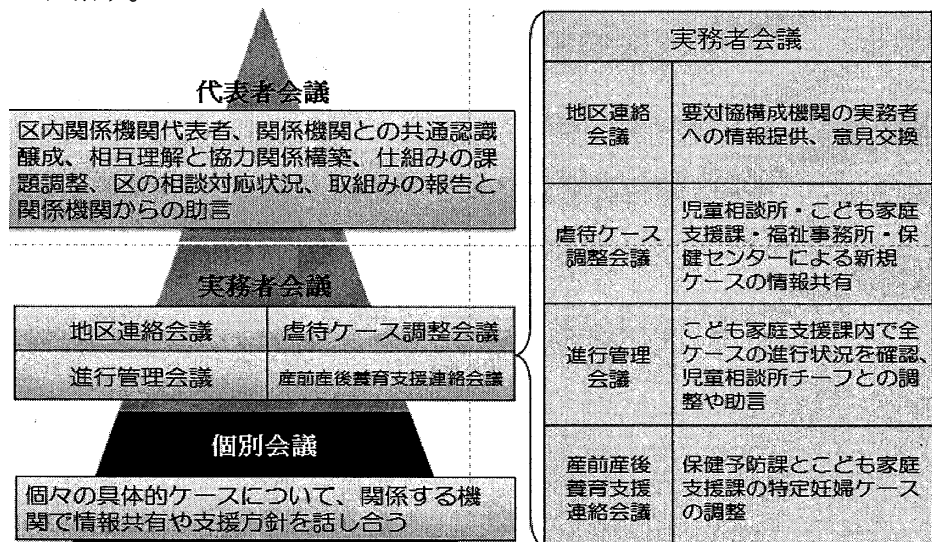 代表者会議
区内関係機関代表者、関係機関との共通認識
醸成、相互理解と協力関係構築、仕組みの課
題調整、区の相談対応状況、取組みの報告と
関係機関からの助言
実務者会議
地区連絡会議
虐待ケース調整会議
進行管理会議
産前産後養育支援連絡会議
個別会議
個々の具体的ケースについて、関係する機
関で情報共有や支援方針を話し合う
実務者会議
地区連絡
会議
要対協構成機関の実務者
への情報提供、意見交換
虐待ケース
調整会議
児童相談所・こども家庭
支援課・福祉事務所・保
健センターによる新規
ケースの情報共有
進行管理
会議
こども家庭支援課内で全
ケースの進行状況を確認、
児童相談所チーフとの調
整や助言
産前産後
養育支援
連絡会議
保健予防課とこども家庭
支援課の特定妊婦ケース
の調整